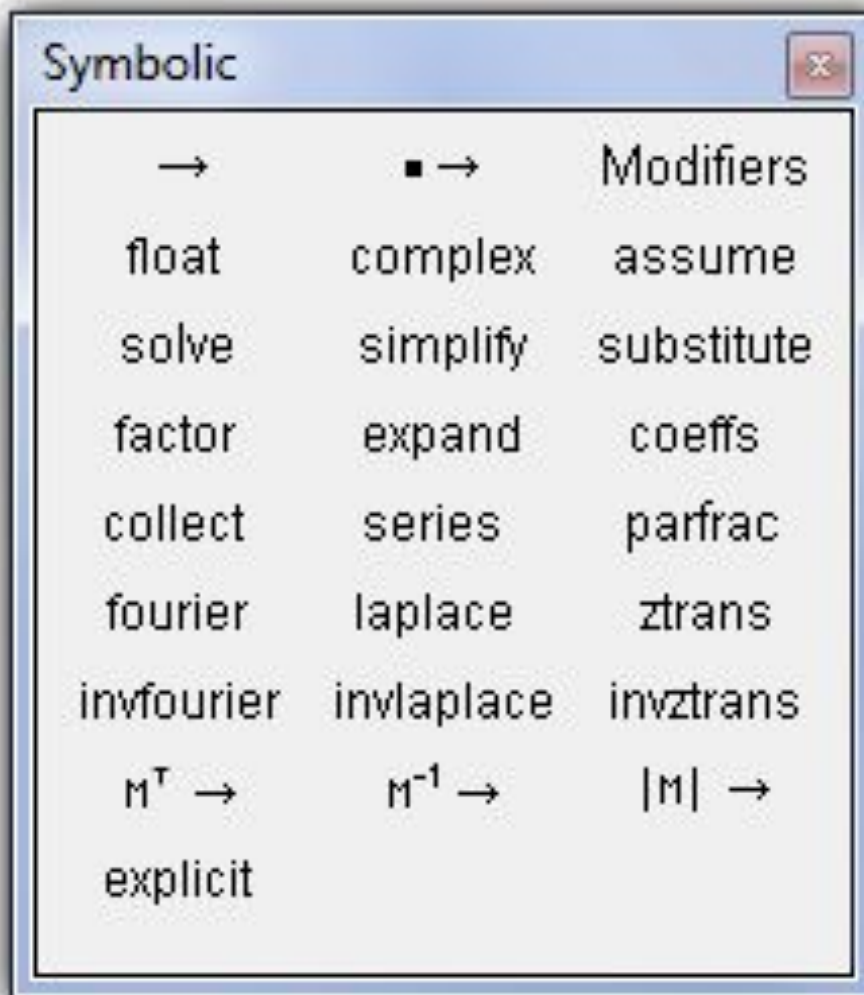 Symbolic x
→ ▪→ Modifiers
float complex assume
solve simplify substitute
factor expand coeffs
collect series parfrac
fourier laplace ztrans
invfourier invlaplace invztrans
Mᵀ → M⁻¹ → |M| →
explicit